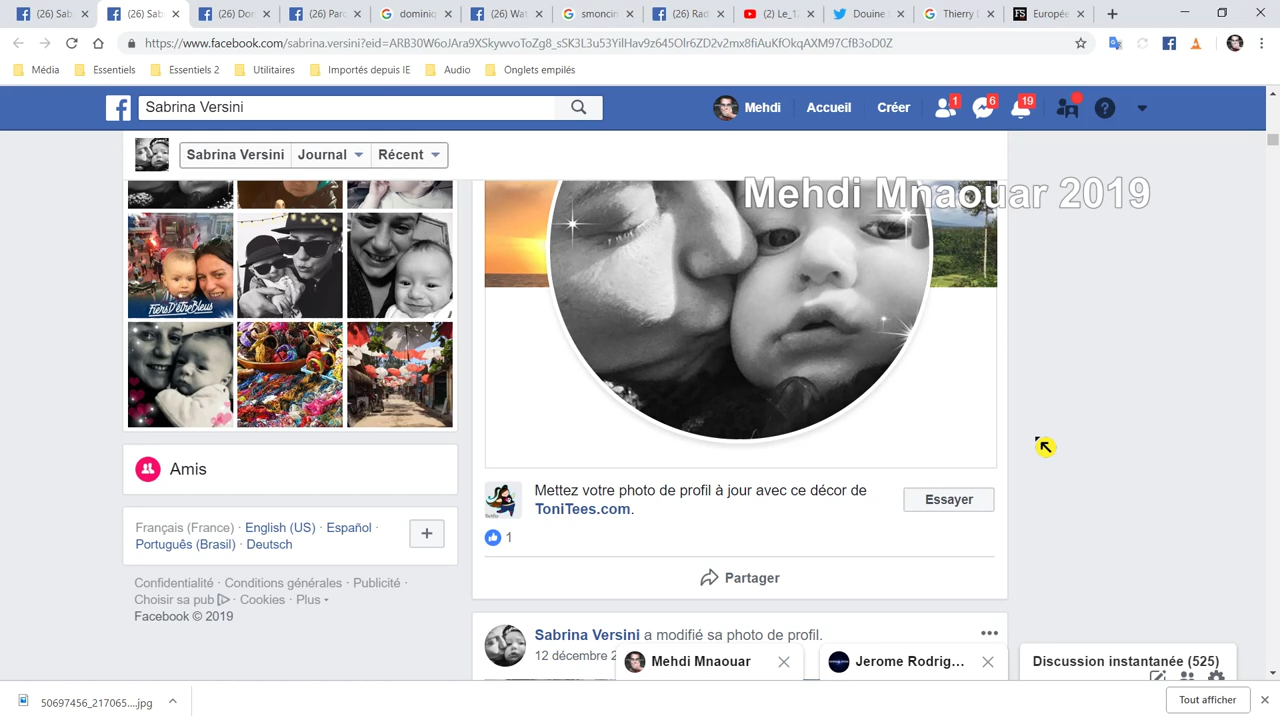 (26) Sab
(26) Sab
(26) Dor
(26) Parc
dominiq
(26) Wat
smoncin
(26) Rad
(2) Le_1
Douine L
Thierry L
Européе
https://www.facebook.com/sabrina.versini?eid=
Média
Essentiels
Essentiels 2
Utilitaires
Importés depuis IE
Audio
Onglets empilés
Sabrina Versini
Mehdi
Accueil
Créer
1
6
19
Sabrina Versini
Journal
Récent
Mehdi Mnaouar 2019
FiersD'êtreBleus
Amis
Mettez votre photo de profil à jour avec ce décor de
ToniTees.com.
Essayer
1
Français (France) · English (US) · Español ·
Português (Brasil) · Deutsch
Partager
Confidentialité · Conditions générales · Publicité ·
Choisir sa pub · Cookies · Plus
Facebook © 2019
Sabrina Versini a modifié sa photo de profil.
12 décembre 2
Mehdi Mnaouar
Jerome Rodrig...
Discussion instantanée (525)
50697456_217065....jpg
Tout afficher